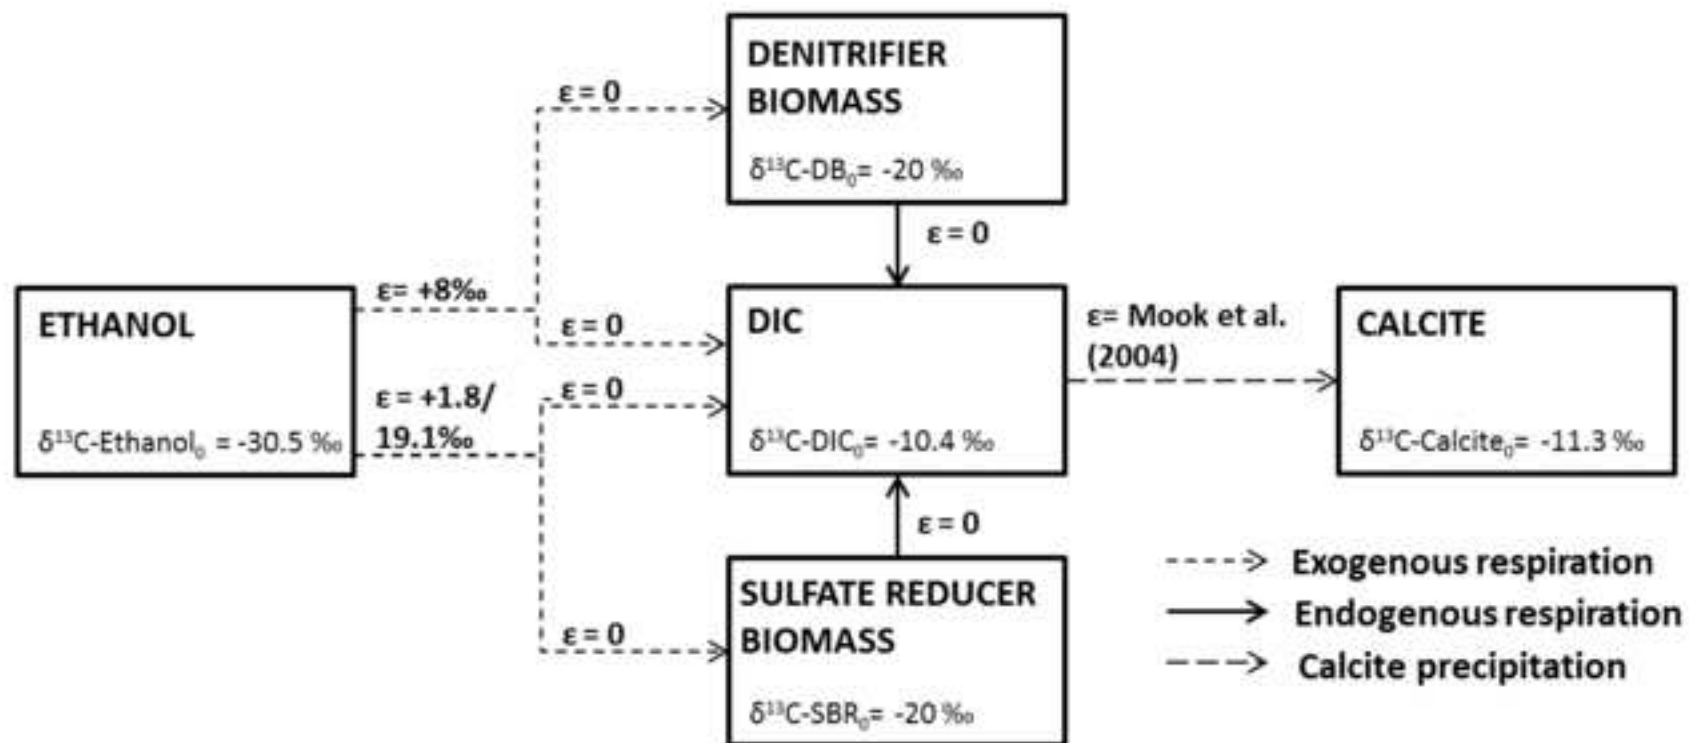 DENITRIFIER
BIOMASS
δ¹³C-DB₀= -20 ‰
ε = 0
ε = 0
ETHANOL
δ¹³C-Ethanol₀ = -30.5 ‰
ε= +8‰
ε = 0
ε = +1.8/
19.1‰
ε = 0
DIC
δ¹³C-DIC₀= -10.4 ‰
ε= Mook et al.
(2004)
CALCITE
δ¹³C-Calcite₀= -11.3 ‰
ε = 0
ε = 0
SULFATE REDUCER
BIOMASS
δ¹³C-SBR₀= -20 ‰
Exogenous respiration
Endogenous respiration
Calcite precipitation